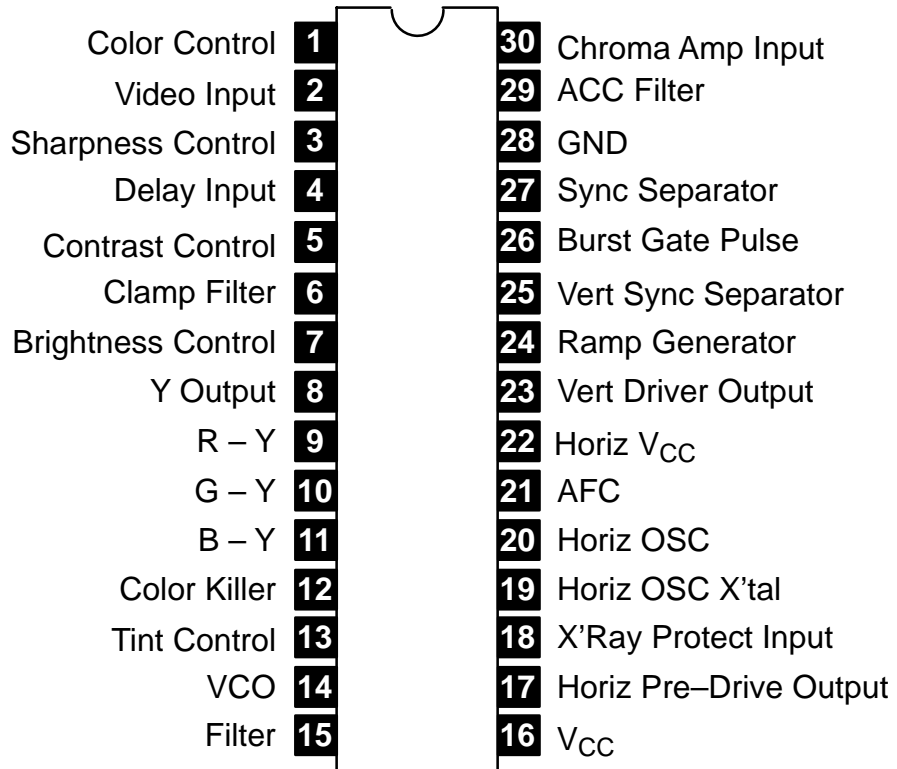 Color Control 1 30 Chroma Amp Input
Video Input 2 29 ACC Filter
Sharpness Control 3 28 GND
Delay Input 4 27 Sync Separator
Contrast Control 5 26 Burst Gate Pulse
Clamp Filter 6 25 Vert Sync Separator
Brightness Control 7 24 Ramp Generator
Y Output 8 23 Vert Driver Output
R – Y 9 22 Horiz VCC
G – Y 10 21 AFC
B – Y 11 20 Horiz OSC
Color Killer 12 19 Horiz OSC X’tal
Tint Control 13 18 X’Ray Protect Input
VCO 14 17 Horiz Pre–Drive Output
Filter 15 16 VCC